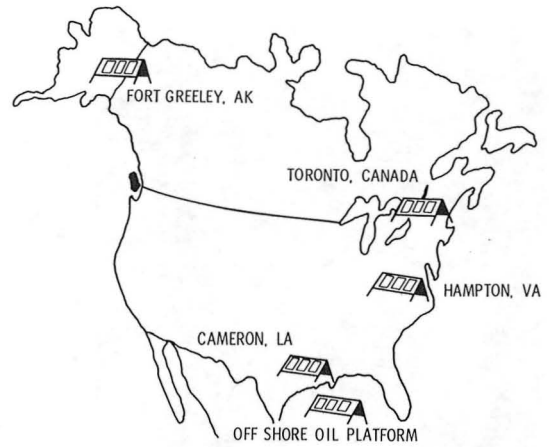 FORT GREELEY, AK
TORONTO, CANADA
HAMPTON, VA
CAMERON, LA
OFF SHORE OIL PLATFORM